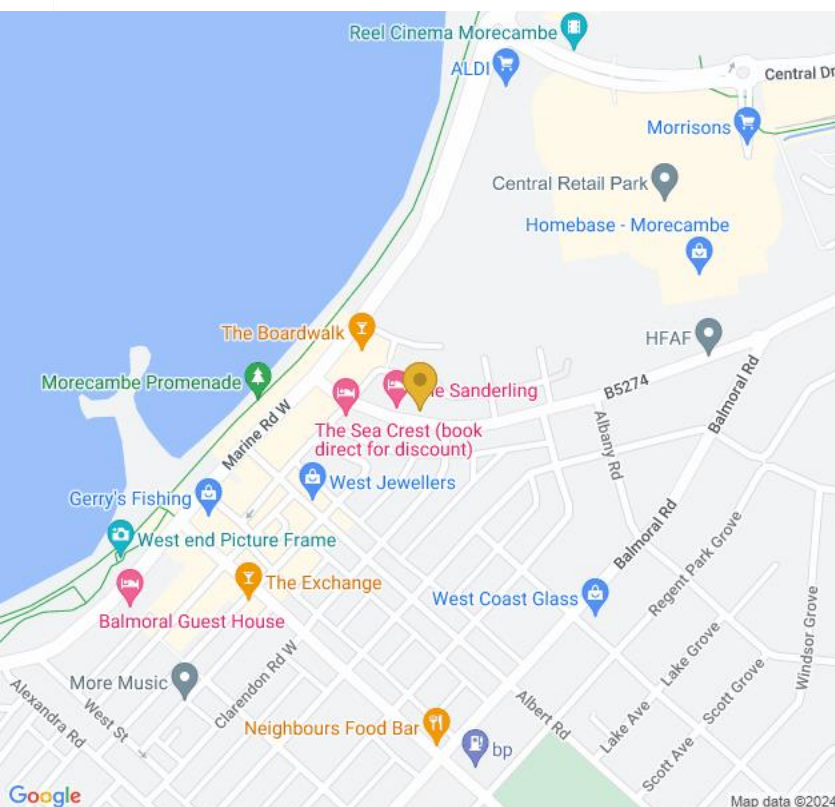 Reel Cinema Morecambe
ALDI
Central Dr
Morrisons
Central Retail Park
Homebase - Morecambe
The Boardwalk
HFAF
Morecambe Promenade
e Sanderling
B5274
Balmoral Rd
The Sea Crest (book
direct for discount)
Albany Rd
Marine Rd W
West Jewellers
Gerry's Fishing
West end Picture Frame
Balmoral Rd
Regent Park Grove
The Exchange
West Coast Glass
Balmoral Guest House
Windsor Grove
Lake Grove
More Music
Clarendon Rd W
Scott Grove
Alexandra Rd
West St
Albert Rd
Lake Ave
Neighbours Food Bar
bp
Scott Ave
Google
Map data ©2024